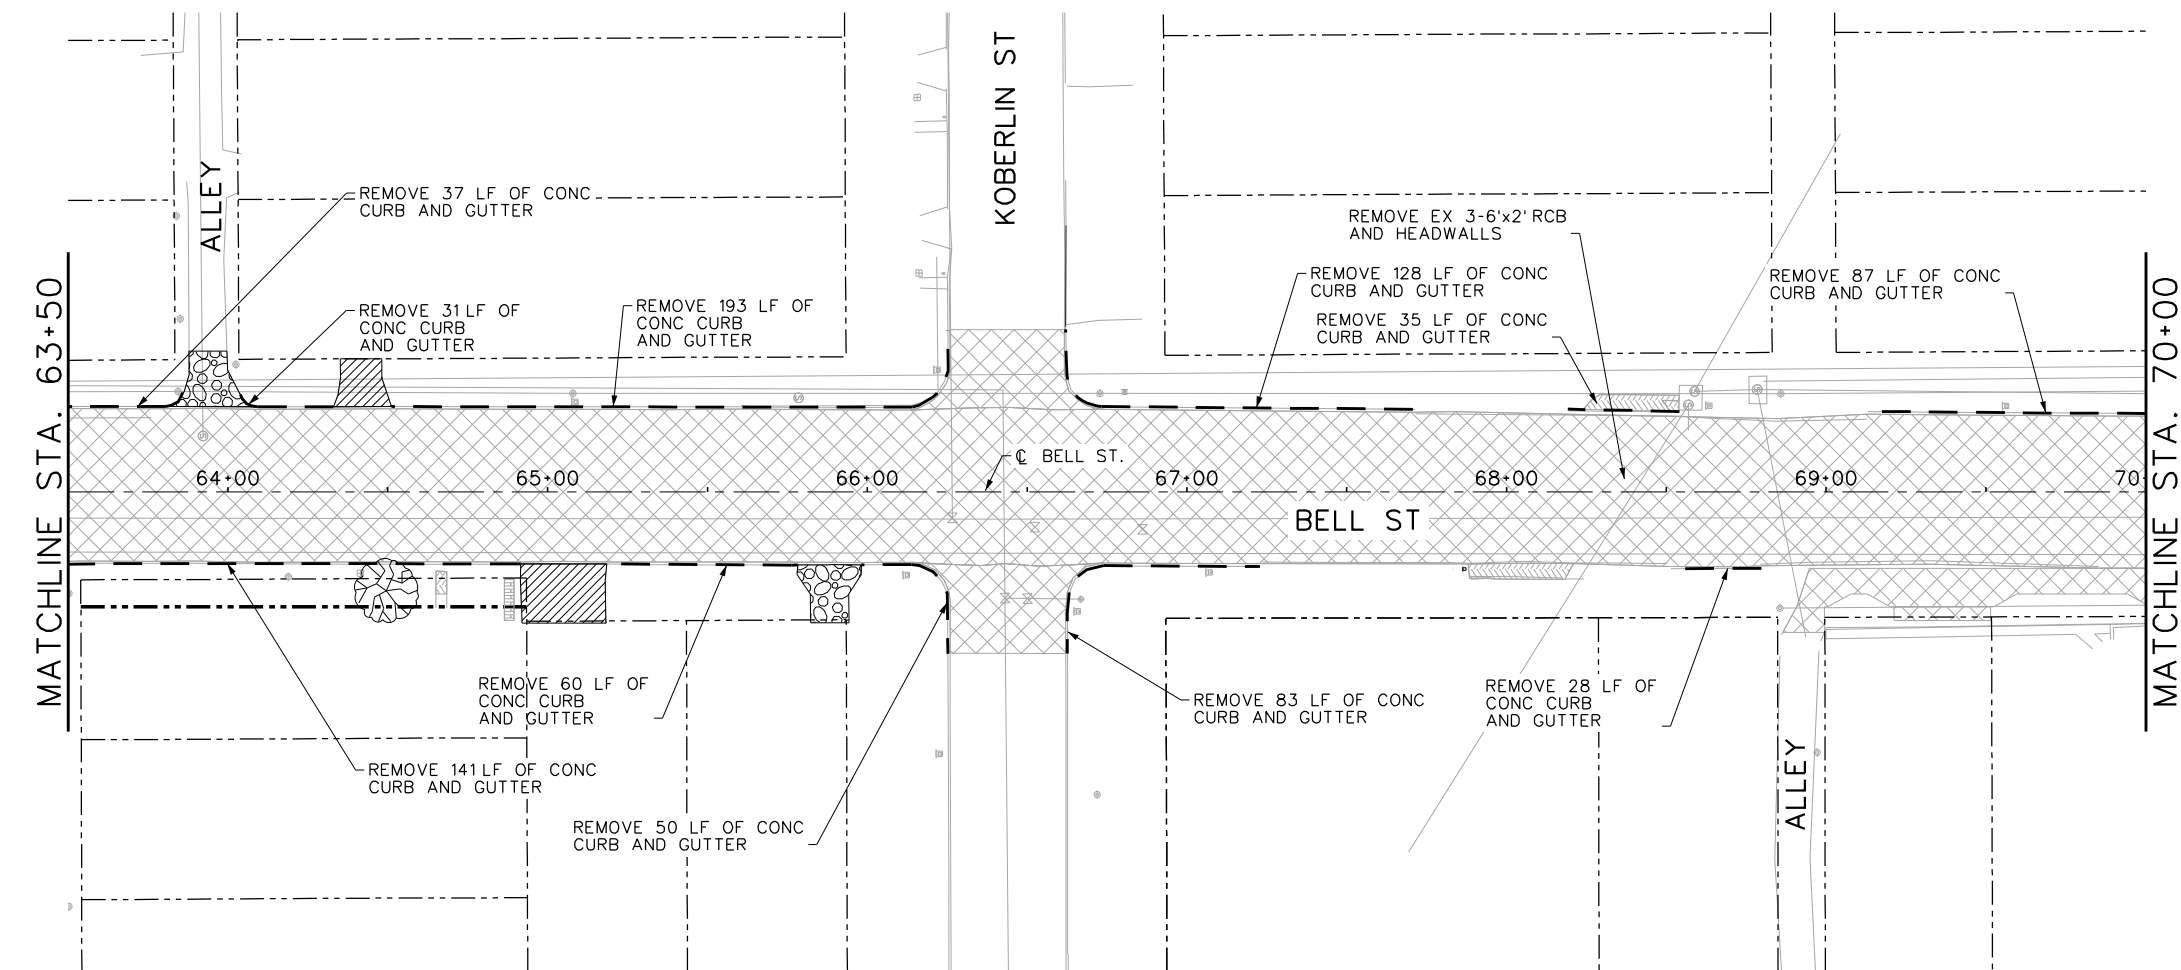 KOBERLIN ST
ALLEY
REMOVE 37 LF OF CONC
CURB AND GUTTER
REMOVE EX 3-6'x2' RCB
AND HEADWALLS
REMOVE 128 LF OF CONC
CURB AND GUTTER
REMOVE 87 LF OF CONC
CURB AND GUTTER
REMOVE 31 LF OF
CONC CURB
AND GUTTER
REMOVE 193 LF OF
CONC CURB
AND GUTTER
REMOVE 35 LF OF CONC
CURB AND GUTTER
MATCHLINE STA. 63+50
MATCHLINE STA. 70+00
℄ BELL ST.
64+00 65+00 66+00 67+00 68+00 69+00 70
BELL ST
REMOVE 60 LF OF
CONC CURB
AND GUTTER
REMOVE 83 LF OF CONC
CURB AND GUTTER
REMOVE 28 LF OF
CONC CURB
AND GUTTER
REMOVE 141 LF OF CONC
CURB AND GUTTER
ALLEY
REMOVE 50 LF OF CONC
CURB AND GUTTER